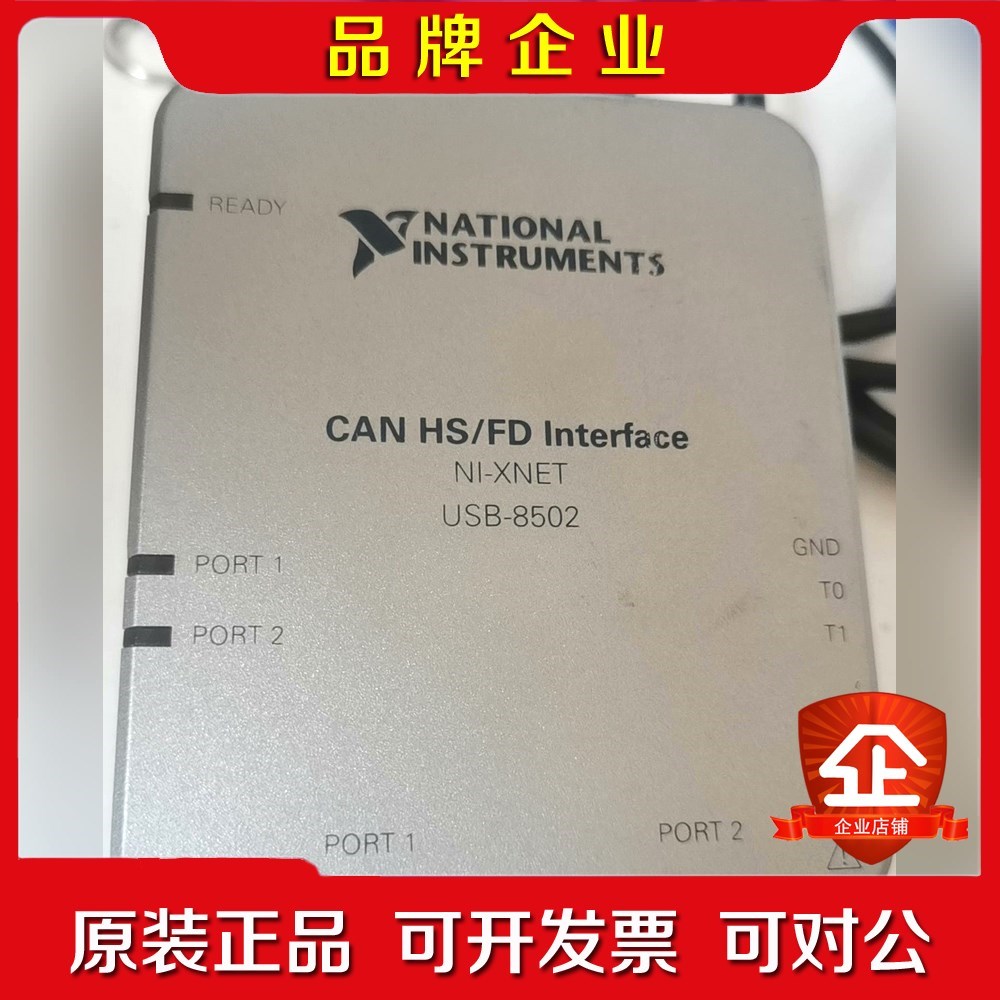 品牌企业
READY
NATIONAL
INSTRUMENTS
CAN HS/FD Interface
NI-XNET
USB-8502
GND
PORT 1
T0
T1
PORT 2
企
企业店铺
PORT 1
PORT 2
原装正品 可开发票 可对公